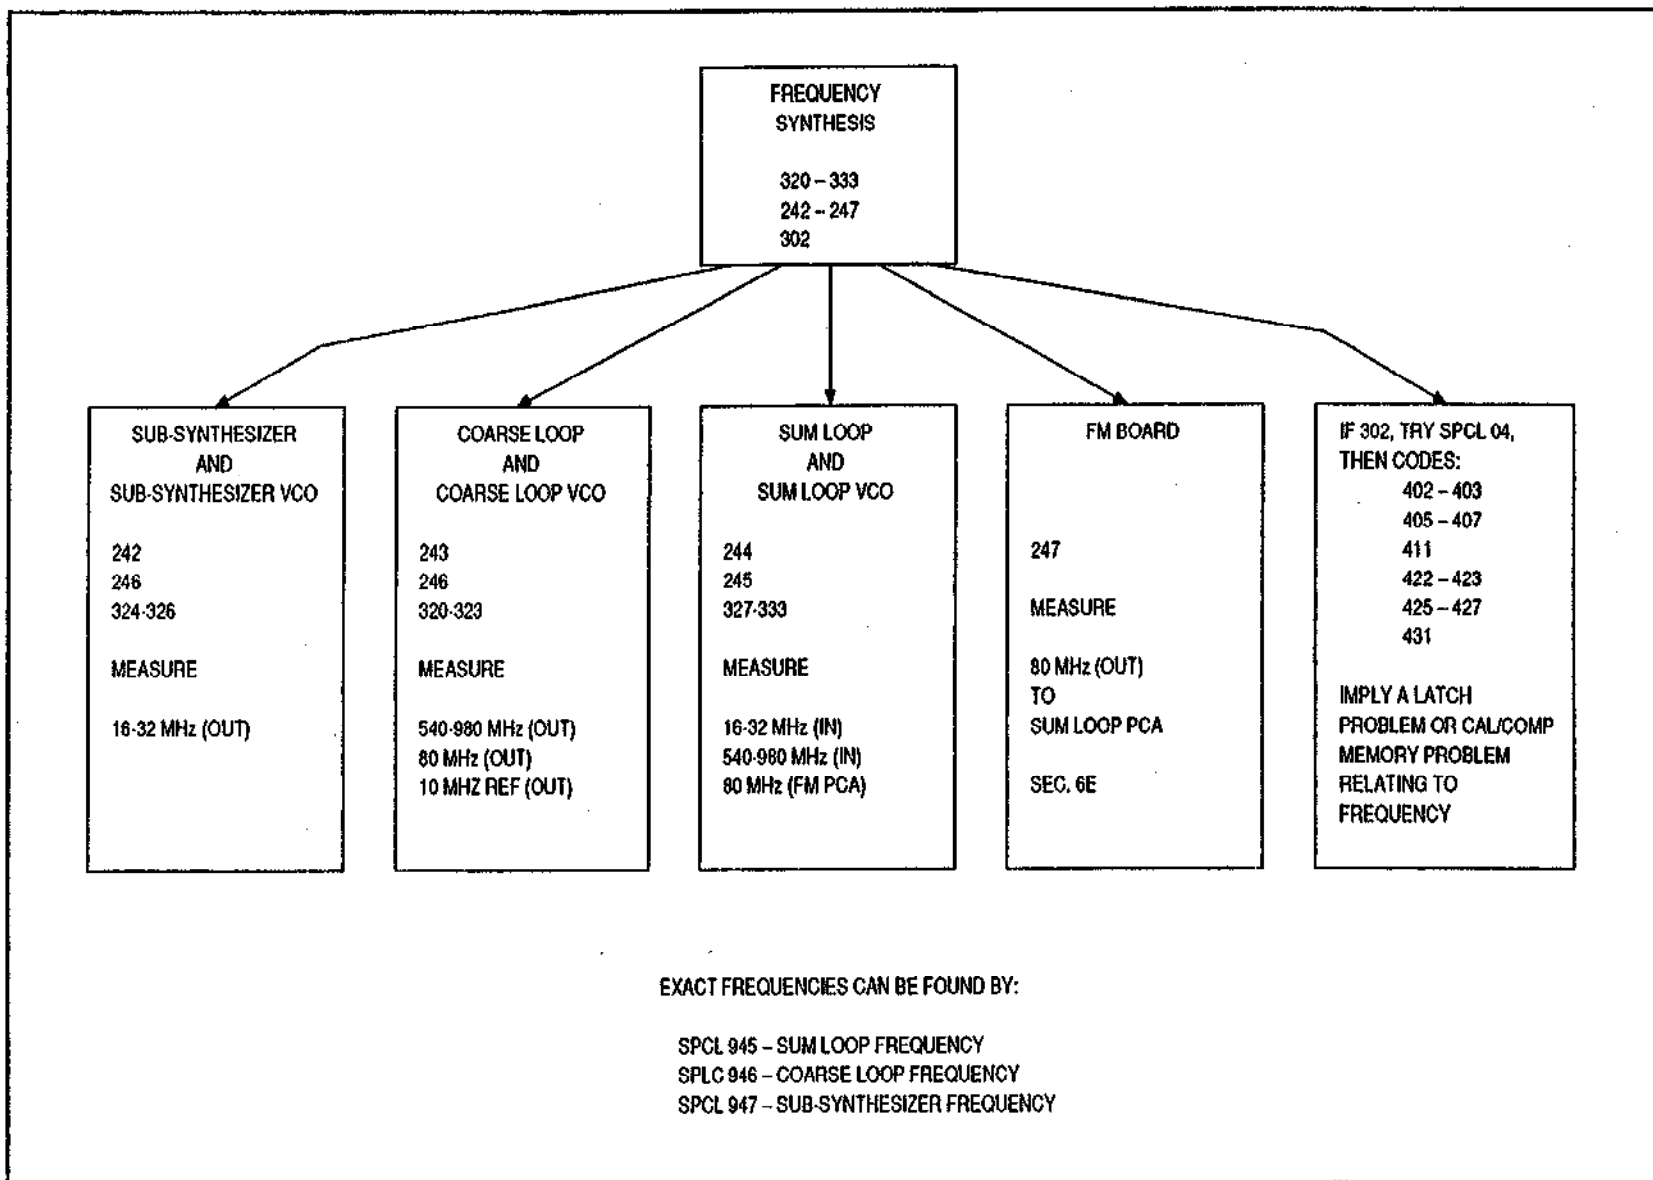 FREQUENCY
SYNTHESIS
320 – 333
242 – 247
302
SUB-SYNTHESIZER
AND
SUB-SYNTHESIZER VCO
242
246
324-326
MEASURE
16-32 MHz (OUT)
COARSE LOOP
AND
COARSE LOOP VCO
243
246
320-323
MEASURE
540-980 MHz (OUT)
80 MHz (OUT)
10 MHZ REF (OUT)
SUM LOOP
AND
SUM LOOP VCO
244
245
327-333
MEASURE
16-32 MHz (IN)
540-980 MHz (IN)
80 MHz (FM PCA)
FM BOARD
247
MEASURE
80 MHz (OUT)
TO
SUM LOOP PCA
SEC. 6E
IF 302, TRY SPCL 04,
THEN CODES:
402 – 403
405 – 407
411
422 – 423
425 – 427
431
IMPLY A LATCH
PROBLEM OR CAL/COMP
MEMORY PROBLEM
RELATING TO
FREQUENCY
EXACT FREQUENCIES CAN BE FOUND BY:
SPCL 945 – SUM LOOP FREQUENCY
SPLC 946 – COARSE LOOP FREQUENCY
SPCL 947 – SUB-SYNTHESIZER FREQUENCY